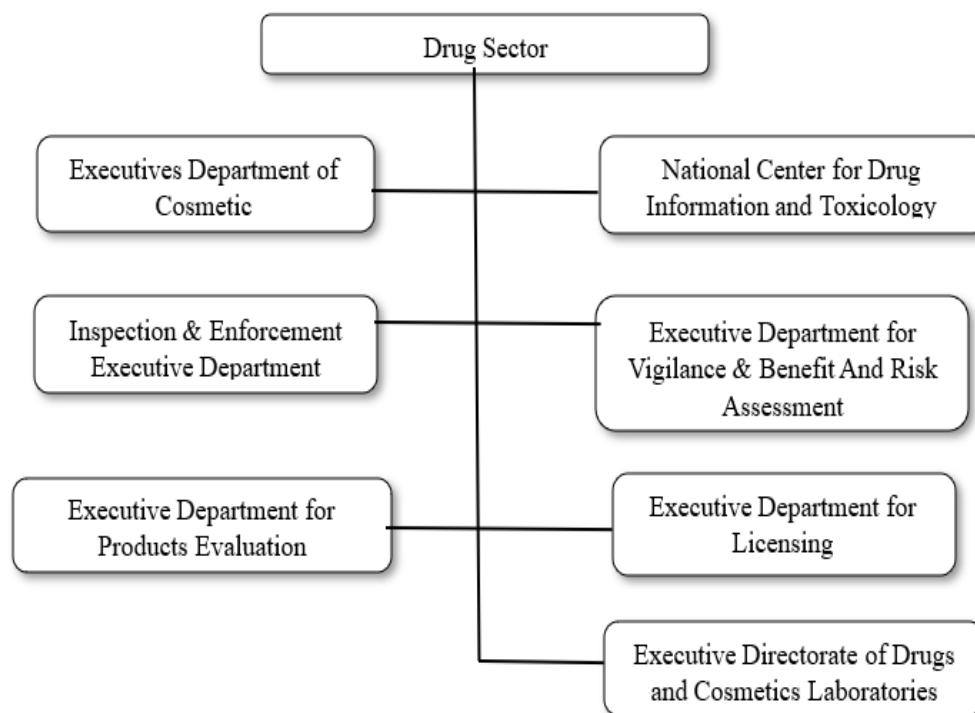 Drug Sector
Executives Department of
Cosmetic
National Center for Drug
Information and Toxicology
Inspection & Enforcement
Executive Department
Executive Department for
Vigilance & Benefit And Risk
Assessment
Executive Department for
Products Evaluation
Executive Department for
Licensing
Executive Directorate of Drugs
and Cosmetics Laboratories